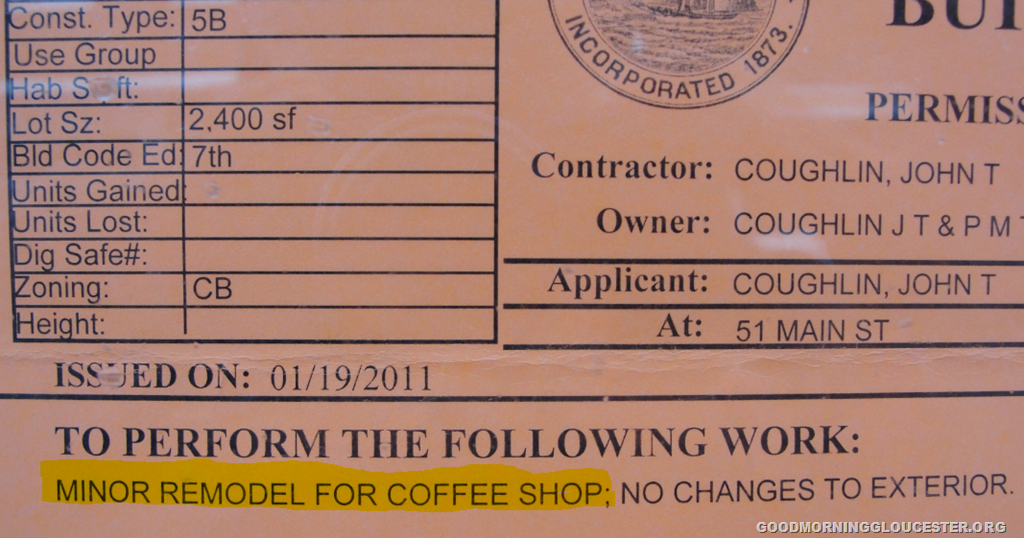 Const. Type: 5B
Use Group
Hab S ft:
Lot Sz: 2,400 sf
Bld Code Ed: 7th
Units Gained:
Units Lost:
Dig Safe#:
Zoning: CB
Height:
INCORPORATED 1873.
Contractor: COUGHLIN, JOHN T
Owner: COUGHLIN J T & P M
Applicant: COUGHLIN, JOHN T
At: 51 MAIN ST
ISSUED ON: 01/19/2011
TO PERFORM THE FOLLOWING WORK:
MINOR REMODEL FOR COFFEE SHOP; NO CHANGES TO EXTERIOR.
GOODMORNINGGLOUCESTER.ORG